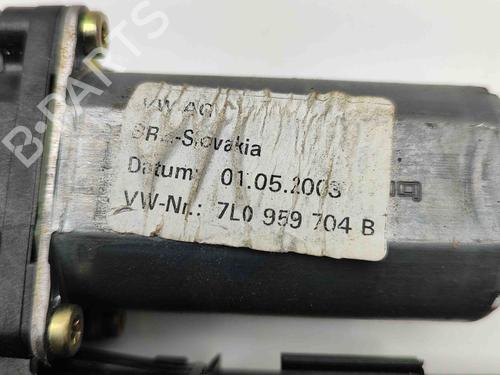 VW AG
-Slovakia
Datum: 01.05.2003
VW-Nr.: 7L0 959 704 B
B-PARTS